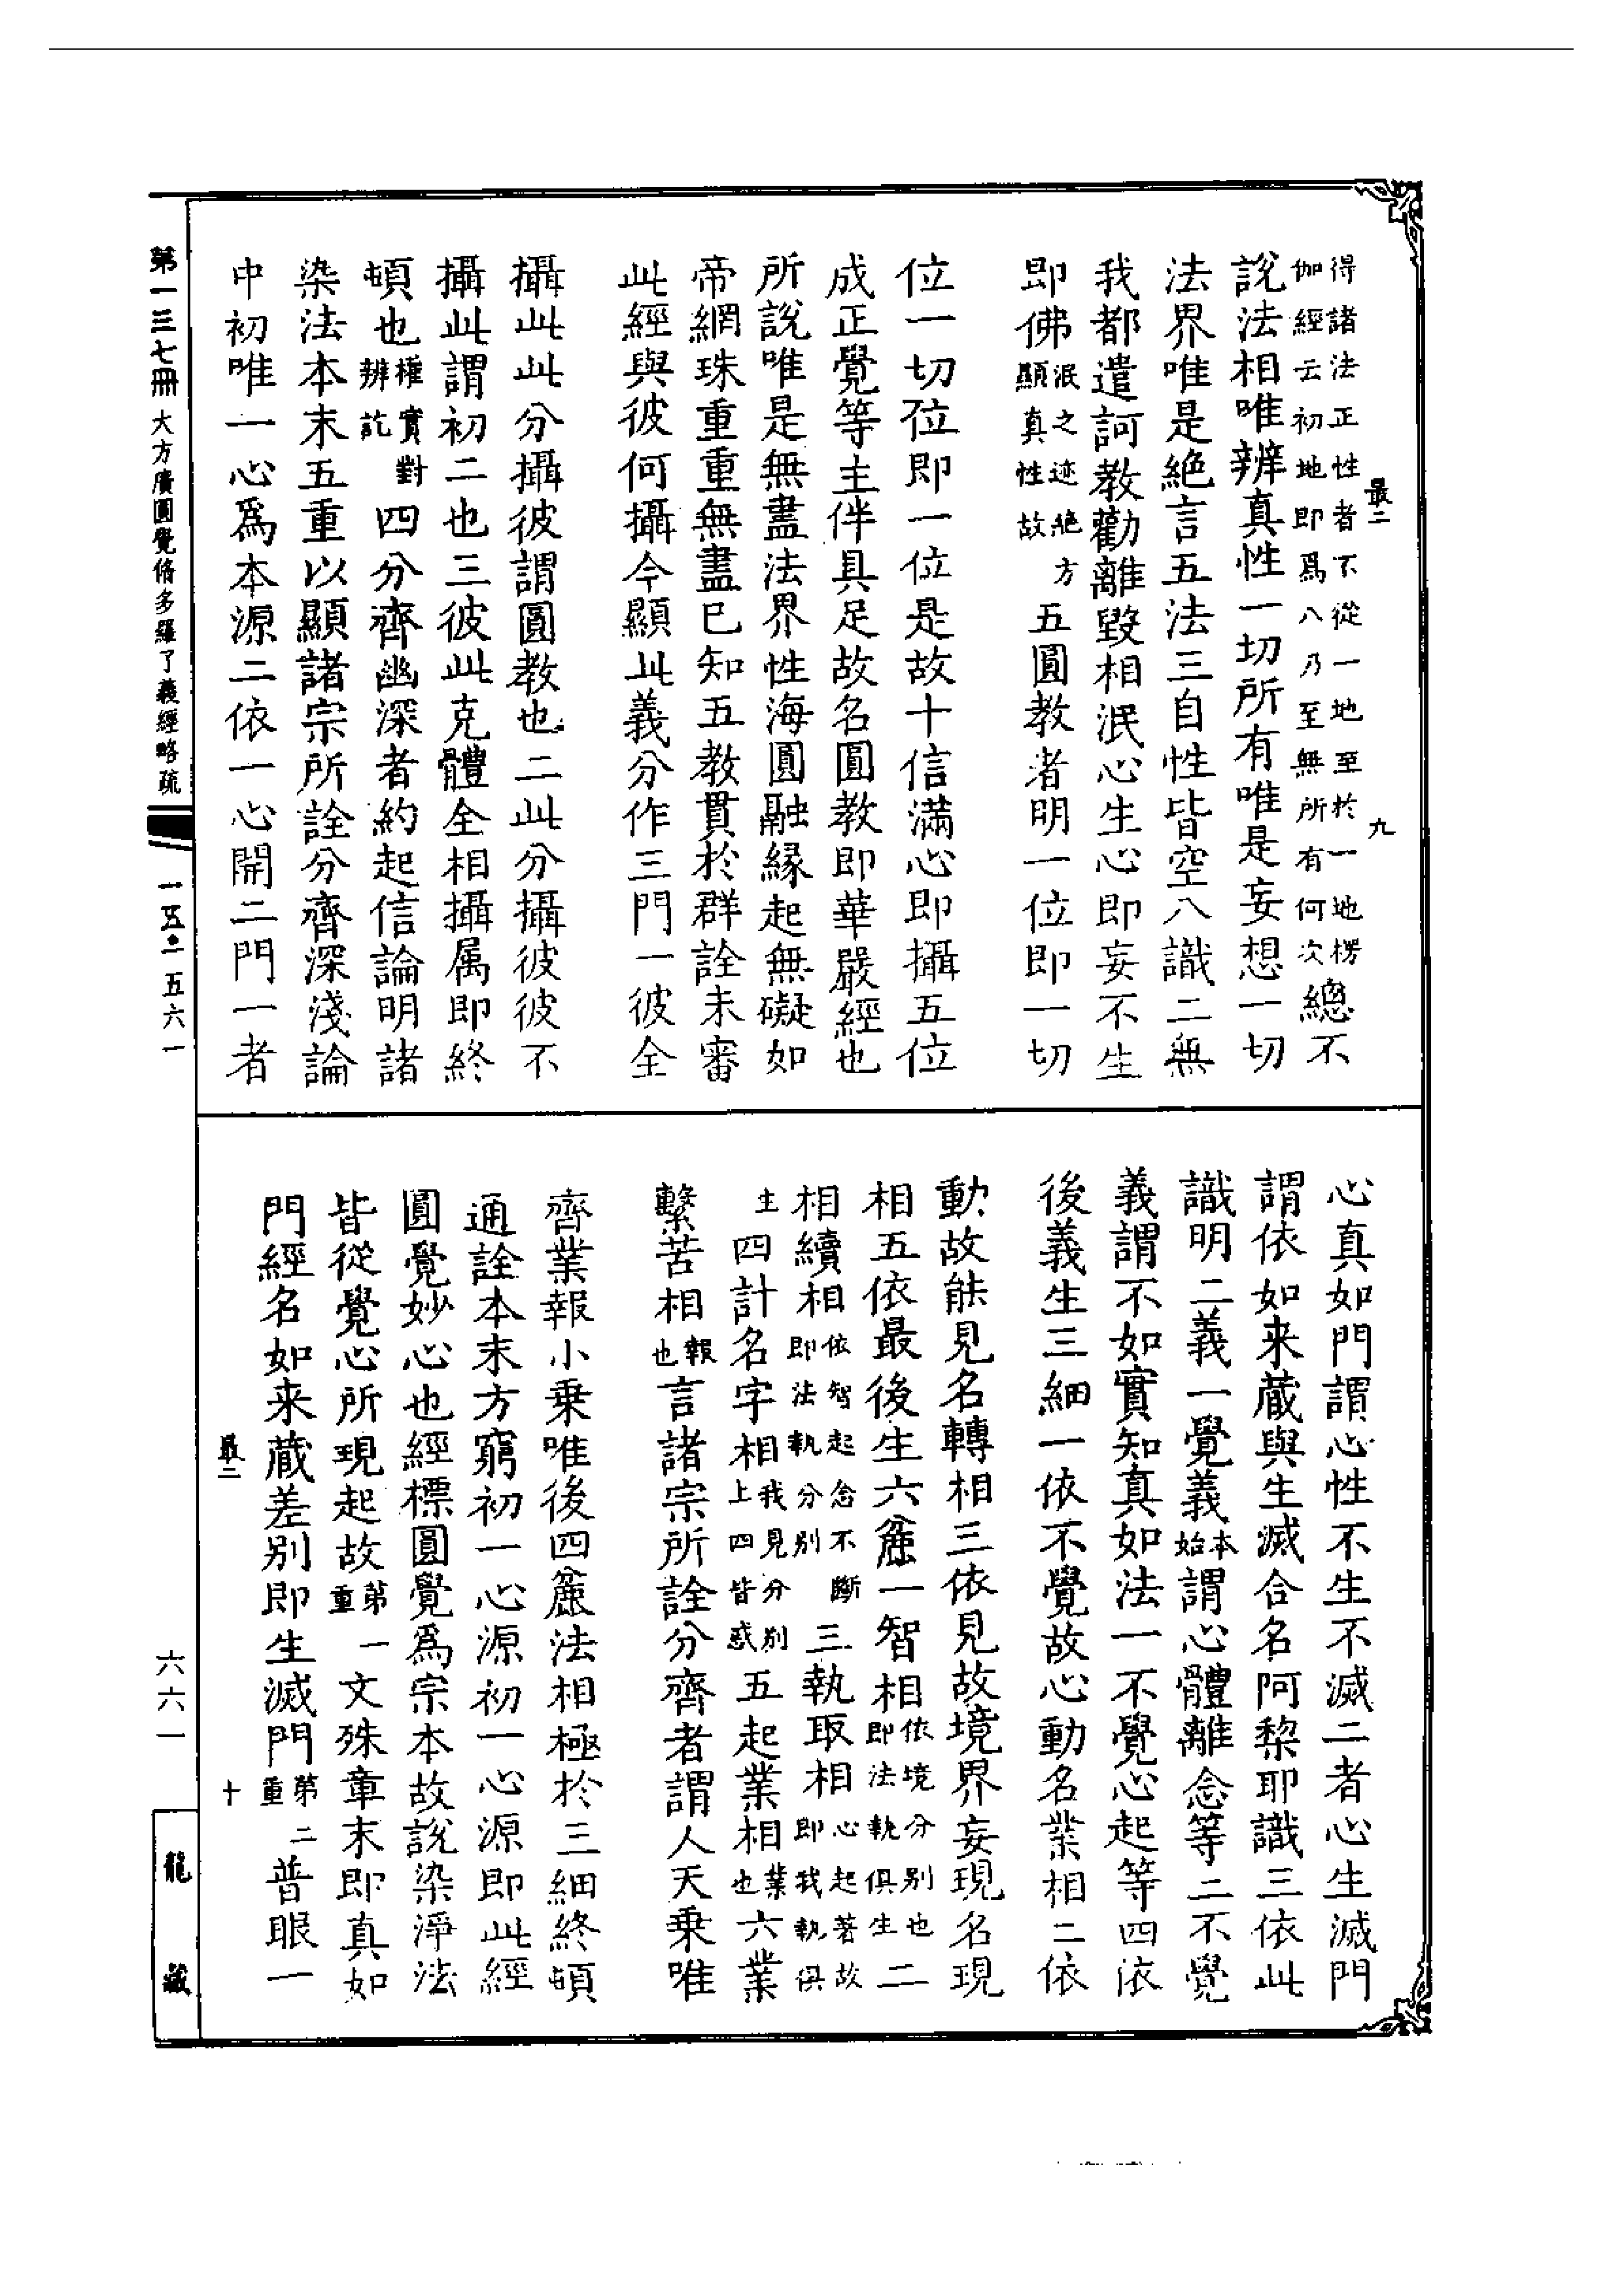 最二
九
得諸法正性者不從一地至於一地楞
伽經云初地即爲八乃至無所有何次總不
說法相唯辨真性一切所有唯是妄想一切
法界唯是絕言五法三自性皆空八識二無
我都遣訶教勸離毀相泯心生心即妄不生
即佛泯之迹絕方
顯真性故五圓教者明一位即一切
位一切位即一位是故十信滿心即攝五位
成正覺等主伴具足故名圓教即華嚴經也
所說唯是無盡法界性海圓融緣起無礙如
帝網珠重重無盡已知五教貫於群詮未審
此經與彼何攝今顯此義分作三門一彼全
攝此此分攝彼謂圓教也二此分攝彼彼不
攝此謂初二也三彼此克體全相攝属即終
頓也權實對
辨訖四分齊幽深者約起信論明諸
染法本末五重以顯諸宗所詮分齊深淺論
中初唯一心爲本源二依一心開二門一者
心真如門謂心性不生不滅二者心生滅門
謂依如来蔵與生滅合名阿棃耶識三依此
識明二義一覺義本
始謂心體離念等二不覺
義謂不如實知真如法一不覺心起等四依
後義生三細一依不覺故心動名業相二依
動故能見名轉相三依見故境界妄現名現
相五依最後生六麄一智相依境分別也
即法執俱生二
相續相依智起念不斷
即法執分别三執取相心起著故
即我執俱
生四計名字相我見分别
上四皆惑五起業相業
也六業
繫苦相報
也言諸宗所詮分齊者謂人天乗唯
齊業報小乗唯後四麄法相極於三細終頓
通詮本末方窮初一心源初一心源即此經
圓覺妙心也經標圓覺爲宗本故說染淨法
皆從覺心所現起故第一
重文殊章末即真如
門經名如来蔵差別即生滅門第二
重普眼一
最二
十
第一三七冊
大方廣圓覺脩多羅了義經略疏
一五五二
五六一
六六一
龍藏